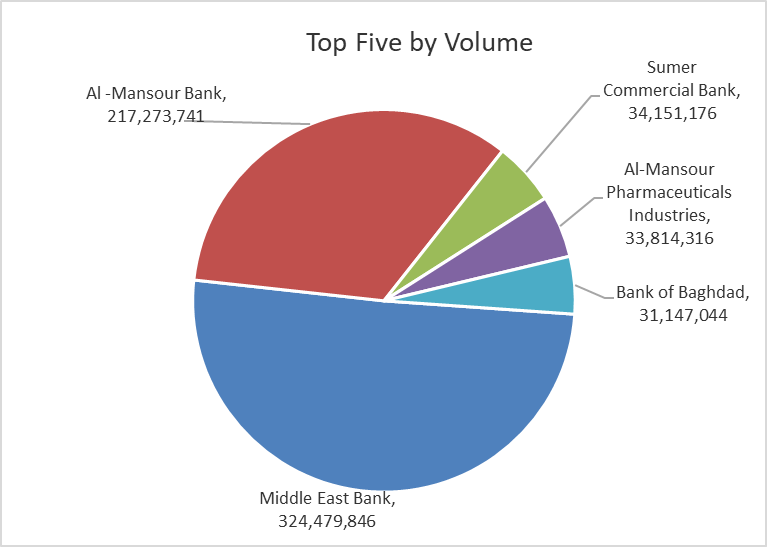 Top Five by Volume
Al -Mansour Bank,
217,273,741
Sumer
Commercial Bank,
34,151,176
Al-Mansour
Pharmaceuticals
Industries,
33,814,316
Bank of Baghdad,
31,147,044
Middle East Bank,
324,479,846